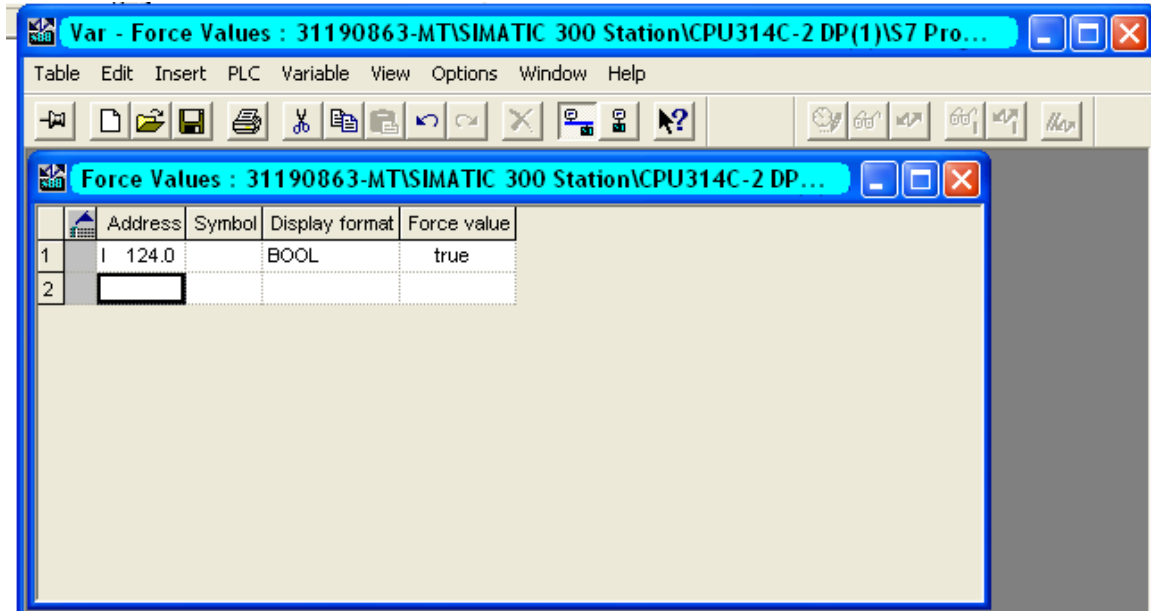 Var - Force Values : 31190863-MT\SIMATIC 300 Station\CPU314C-2 DP(1)\S7 Pro...
Table Edit Insert PLC Variable View Options Window Help
Force Values : 31190863-MT\SIMATIC 300 Station\CPU314C-2 DP...
Address Symbol Display format Force value
1 I 124.0 BOOL true
2